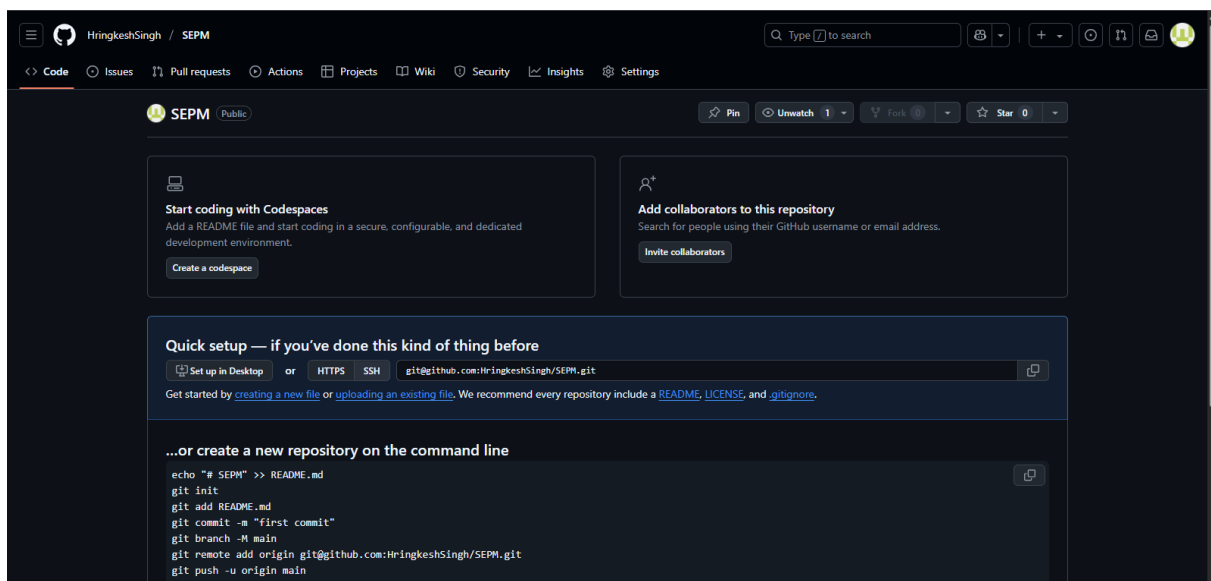 HringkeshSingh / SEPM
Type / to search
Code Issues Pull requests Actions Projects Wiki Security Insights Settings
SEPM Public
Pin Unwatch 1 Fork 0 Star 0
Start coding with Codespaces
Add a README file and start coding in a secure, configurable, and dedicated
development environment.
Create a codespace
Add collaborators to this repository
Search for people using their GitHub username or email address.
Invite collaborators
Quick setup — if you’ve done this kind of thing before
Set up in Desktop or HTTPS SSH git@github.com:HringkeshSingh/SEPM.git
Get started by creating a new file or uploading an existing file. We recommend every repository include a README, LICENSE, and .gitignore.
...or create a new repository on the command line
echo "# SEPM" >> README.md
git init
git add README.md
git commit -m "first commit"
git branch -M main
git remote add origin git@github.com:HringkeshSingh/SEPM.git
git push -u origin main